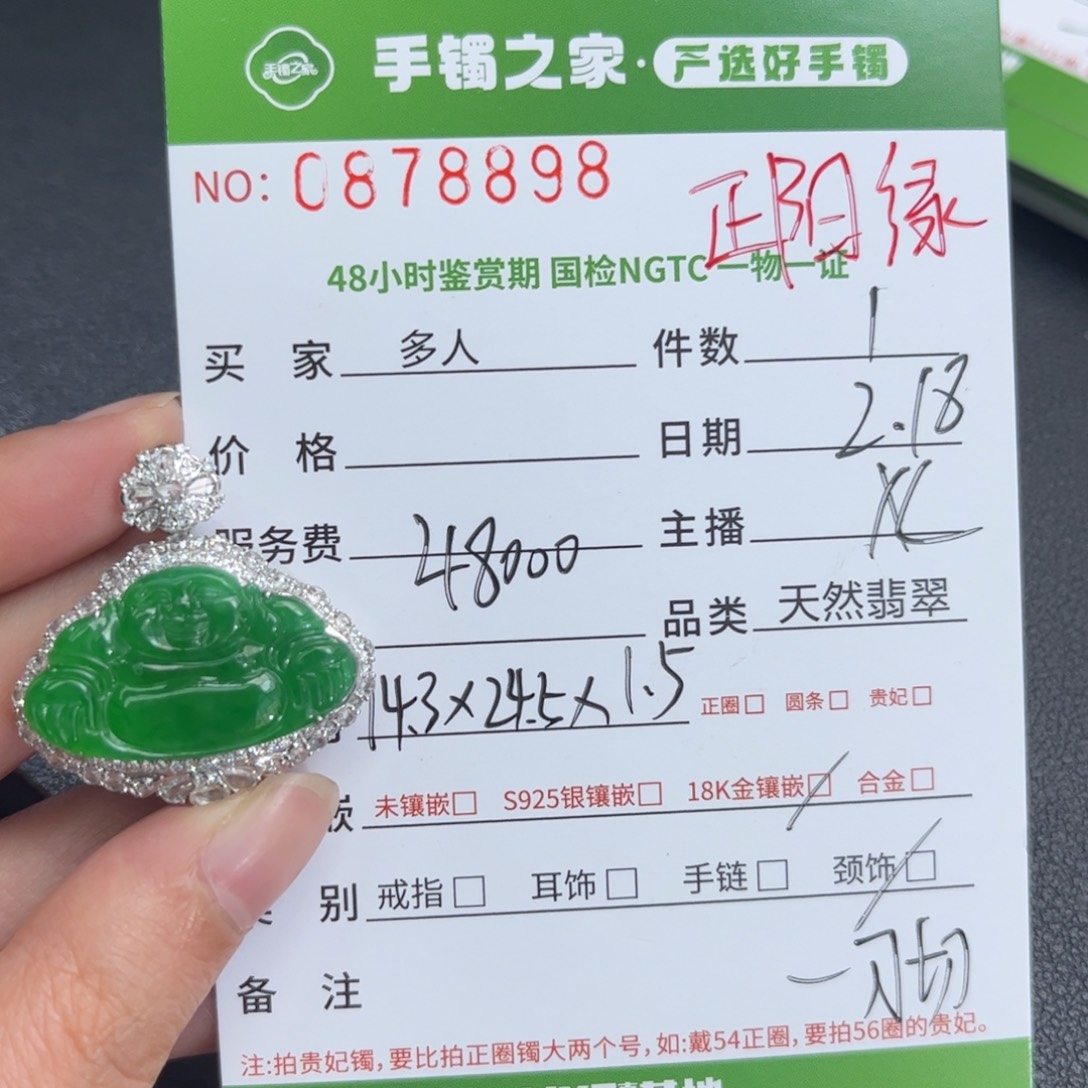 手镯之家
手镯之家·严选好手镯
NO: 0878898 正阳绿
48小时鉴赏期 国检NGTC 一物一证
买 家 多人 件数 1
价 格 日期 2.18
服务费 48000 主播
品类 天然翡翠
14.3×24.5×1.5 正圈□ 圆条□ 贵妃□
嵌 未镶嵌□ S925银镶嵌□ 18K金镶嵌□ 合金□
别 戒指□ 耳饰□ 手链□ 颈饰□
备 注 一刀切
注:拍贵妃镯,要比拍正圈镯大两个号,如:戴54正圈,要拍56圈的贵妃。